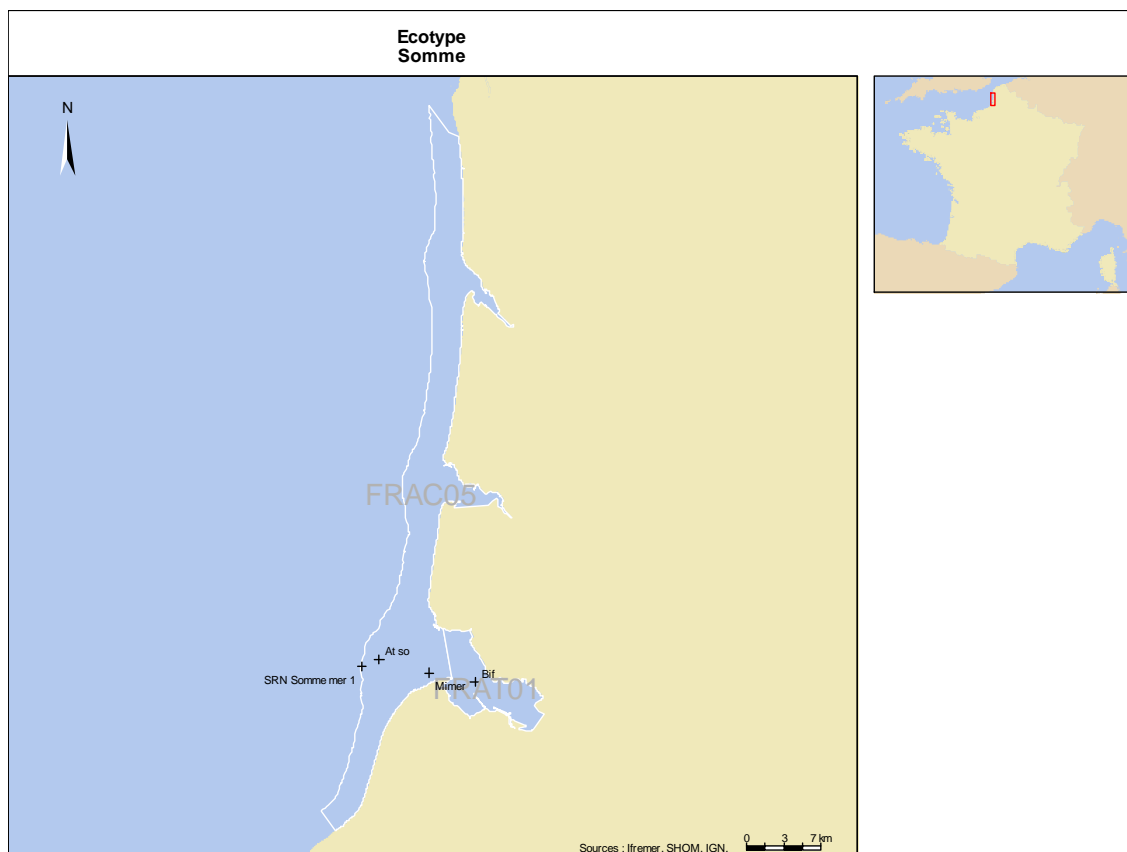 Ecotype
Somme
N
FRAC05
At so
SRN Somme mer 1
Bif
Mimer
FRAT01
0 3 7 km
Sources : Ifremer, SHOM, IGN.